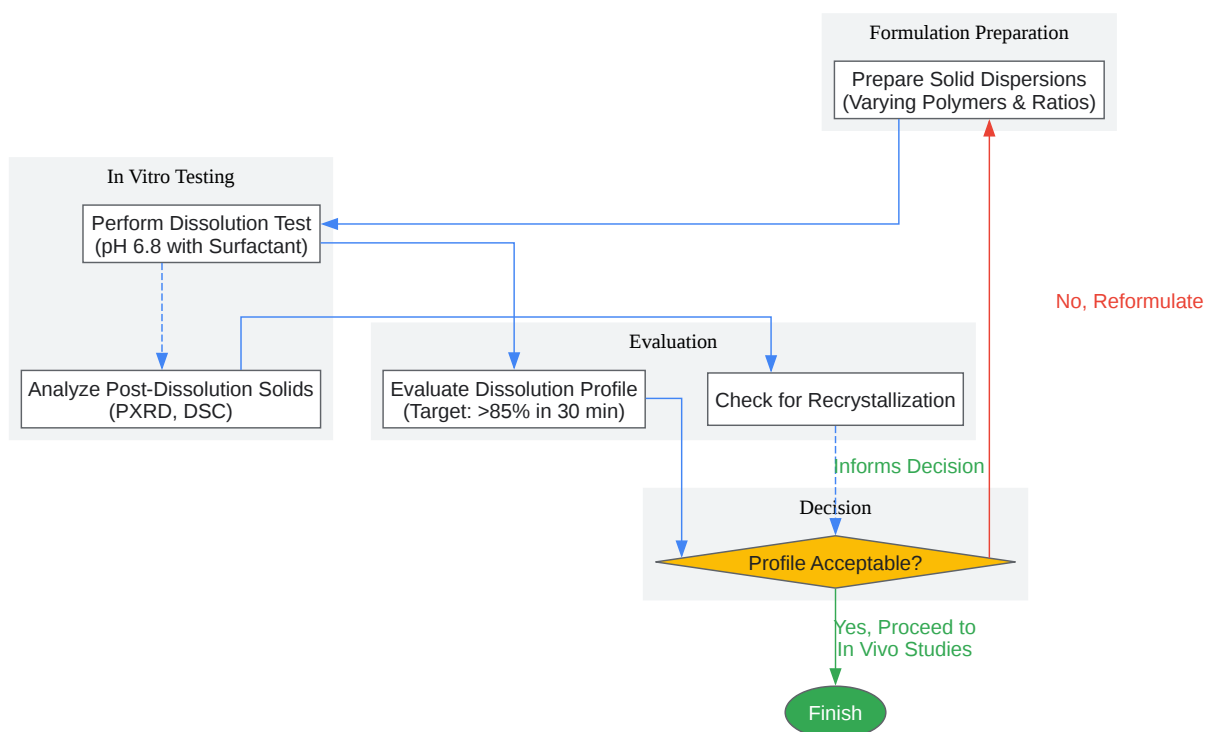 Formulation Preparation
Prepare Solid Dispersions
(Varying Polymers & Ratios)
In Vitro Testing
Perform Dissolution Test
(pH 6.8 with Surfactant)
No, Reformulate
Evaluation
Analyze Post-Dissolution Solids
(PXRD, DSC)
Evaluate Dissolution Profile
(Target: >85% in 30 min)
Check for Recrystallization
Informs Decision
Decision
Profile Acceptable?
Yes, Proceed to
In Vivo Studies
Finish